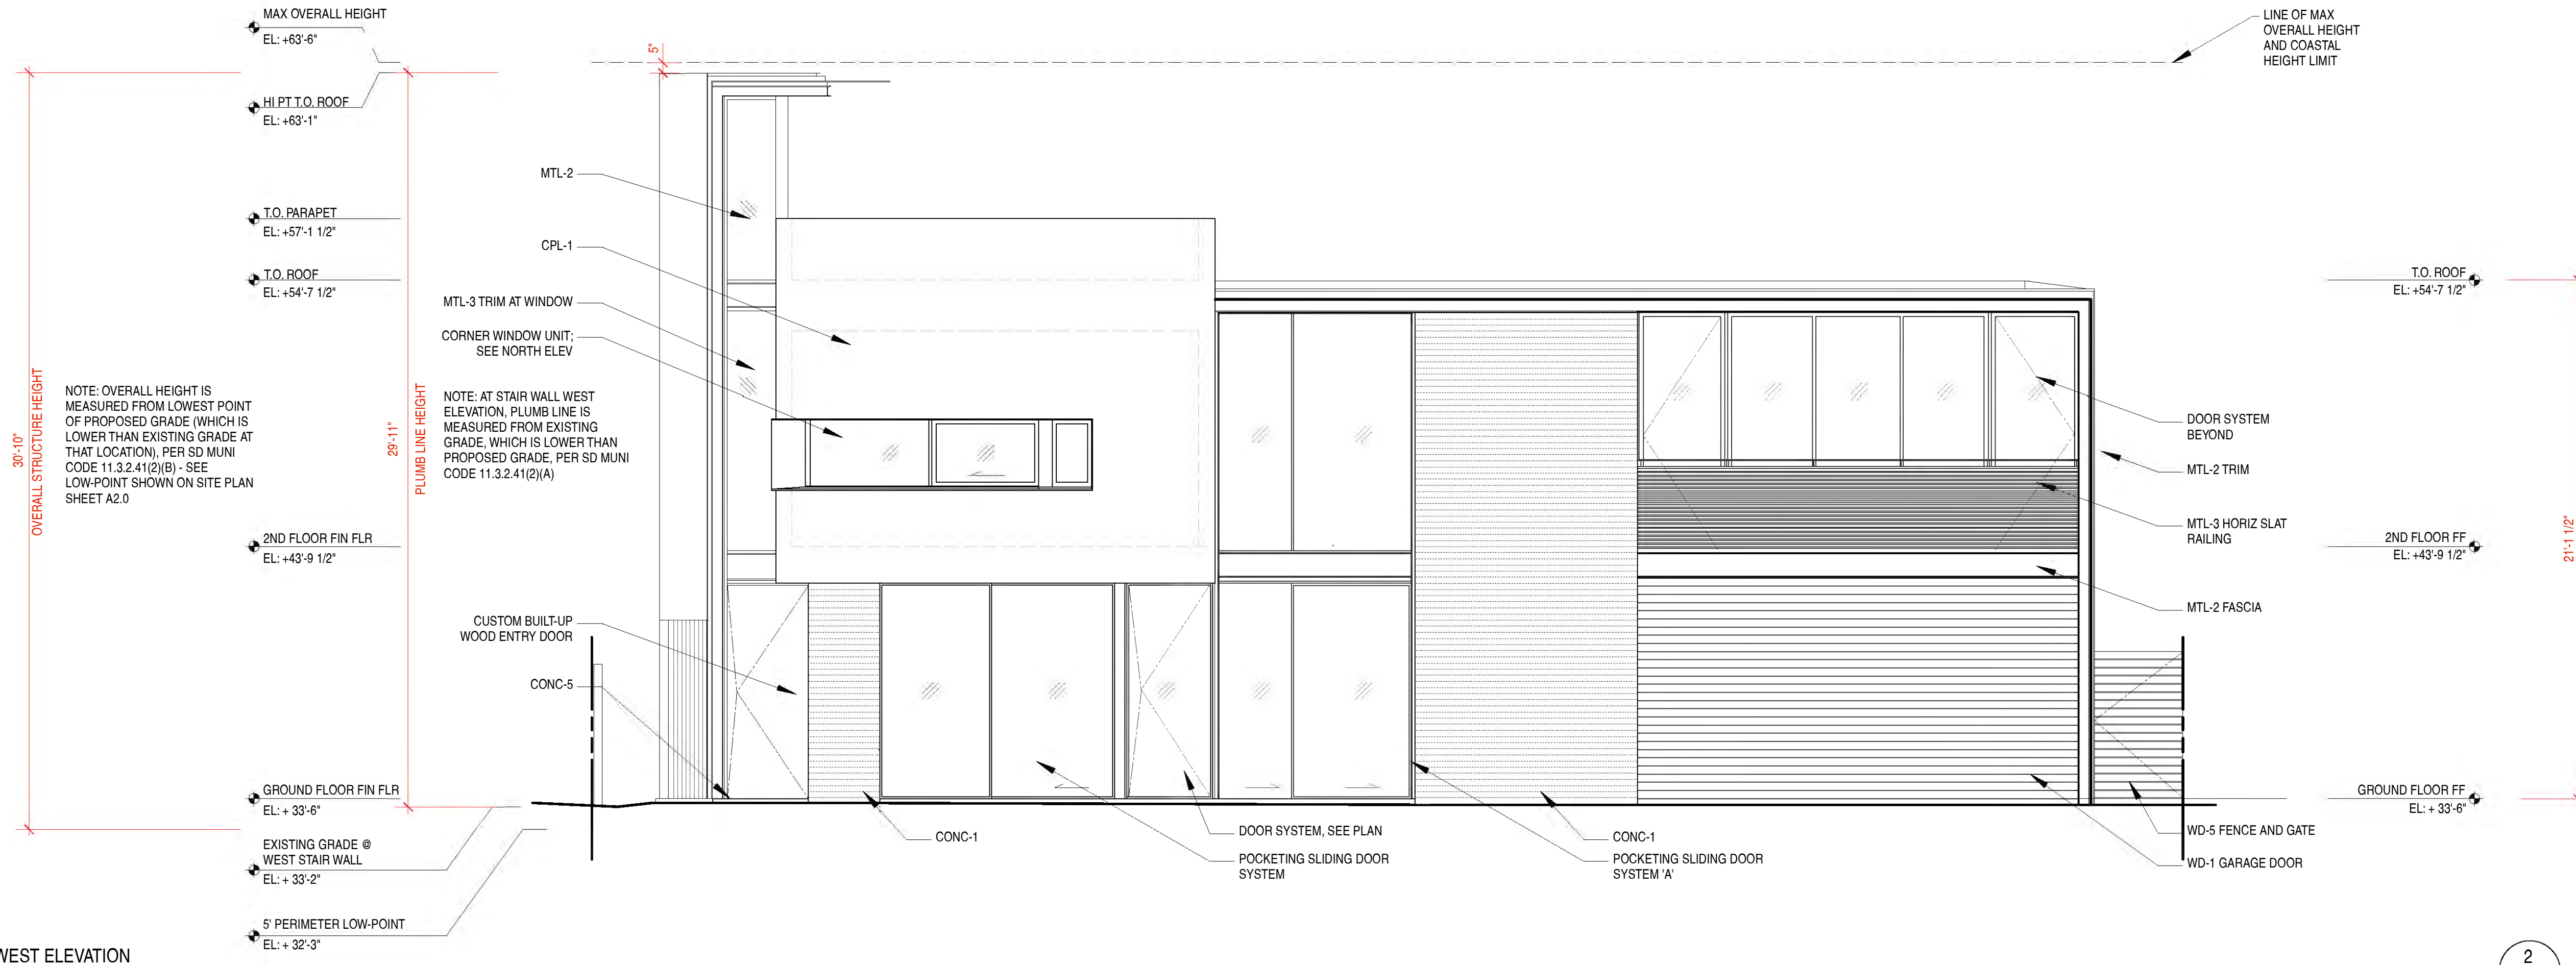 MAX OVERALL HEIGHT
EL: +63'-6"
HI PT T.O. ROOF
EL: +63'-1"
T.O. PARAPET
EL: +57'-1 1/2"
T.O. ROOF
EL: +54'-7 1/2"
2ND FLOOR FIN FLR
EL: +43'-9 1/2"
GROUND FLOOR FIN FLR
EL: + 33'-6"
EXISTING GRADE @
WEST STAIR WALL
EL: + 33'-2"
5' PERIMETER LOW-POINT
EL: + 32'-3"
30'-10"
OVERALL STRUCTURE HEIGHT
NOTE: OVERALL HEIGHT IS
MEASURED FROM LOWEST POINT
OF PROPOSED GRADE (WHICH IS
LOWER THAN EXISTING GRADE AT
THAT LOCATION), PER SD MUNI
CODE 11.3.2.41(2)(B) - SEE
LOW-POINT SHOWN ON SITE PLAN
SHEET A2.0
29'-11"
PLUMB LINE HEIGHT
NOTE: AT STAIR WALL WEST
ELEVATION, PLUMB LINE IS
MEASURED FROM EXISTING
GRADE, WHICH IS LOWER THAN
PROPOSED GRADE, PER SD MUNI
CODE 11.3.2.41(2)(A)
5"
MTL-2
CPL-1
MTL-3 TRIM AT WINDOW
CORNER WINDOW UNIT;
SEE NORTH ELEV
CUSTOM BUILT-UP
WOOD ENTRY DOOR
CONC-5
CONC-1
DOOR SYSTEM, SEE PLAN
POCKETING SLIDING DOOR
SYSTEM
CONC-1
POCKETING SLIDING DOOR
SYSTEM 'A'
LINE OF MAX
OVERALL HEIGHT
AND COASTAL
HEIGHT LIMIT
DOOR SYSTEM
BEYOND
MTL-2 TRIM
MTL-3 HORIZ SLAT
RAILING
MTL-2 FASCIA
WD-5 FENCE AND GATE
WD-1 GARAGE DOOR
T.O. ROOF
EL: +54'-7 1/2"
2ND FLOOR FF
EL: +43'-9 1/2"
GROUND FLOOR FF
EL: + 33'-6"
21'-1 1/2"
WEST ELEVATION
2